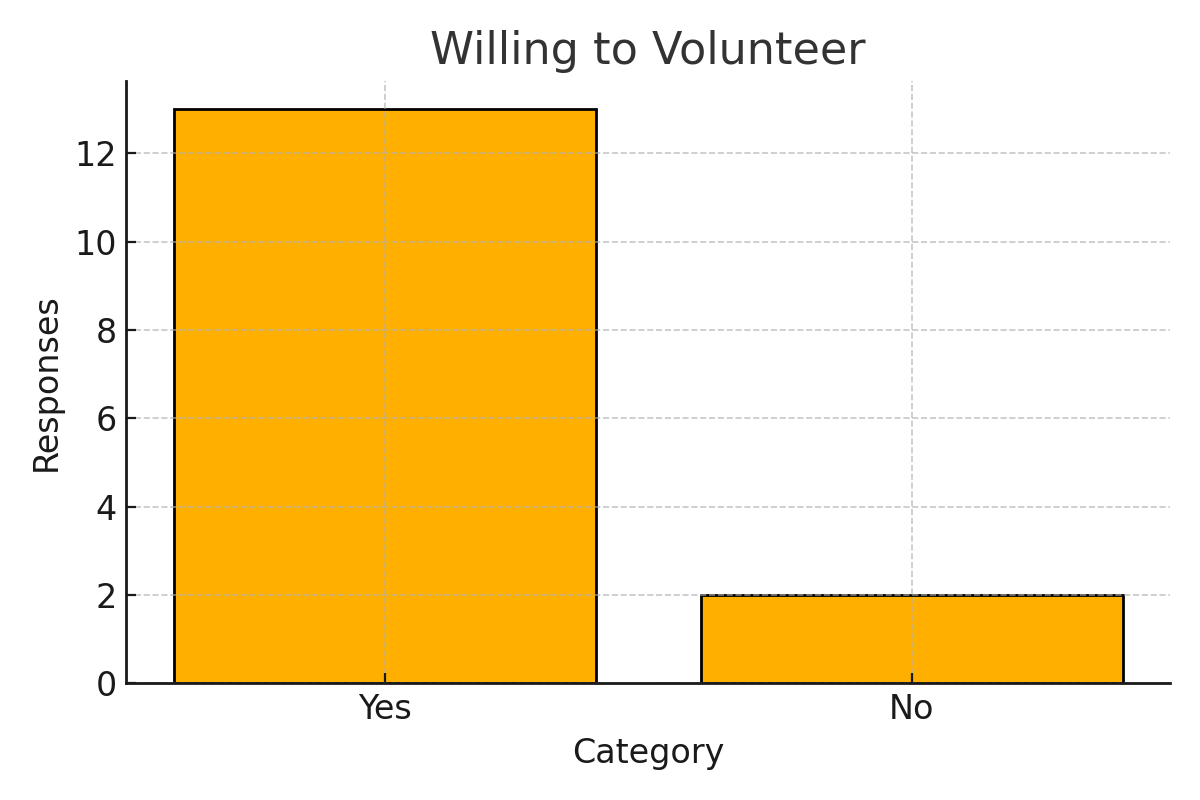 Willing to Volunteer
Responses
12
10
8
6
4
2
0
Yes No
Category